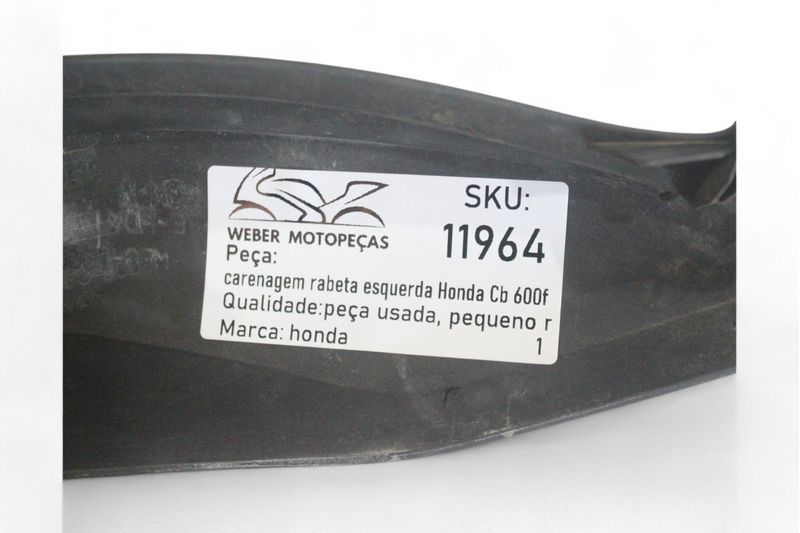 WEBER MOTOPEÇAS
SKU:
11964
Peça:
carenagem rabeta esquerda Honda Cb 600f
Qualidade:peça usada, pequeno r
Marca: honda
1